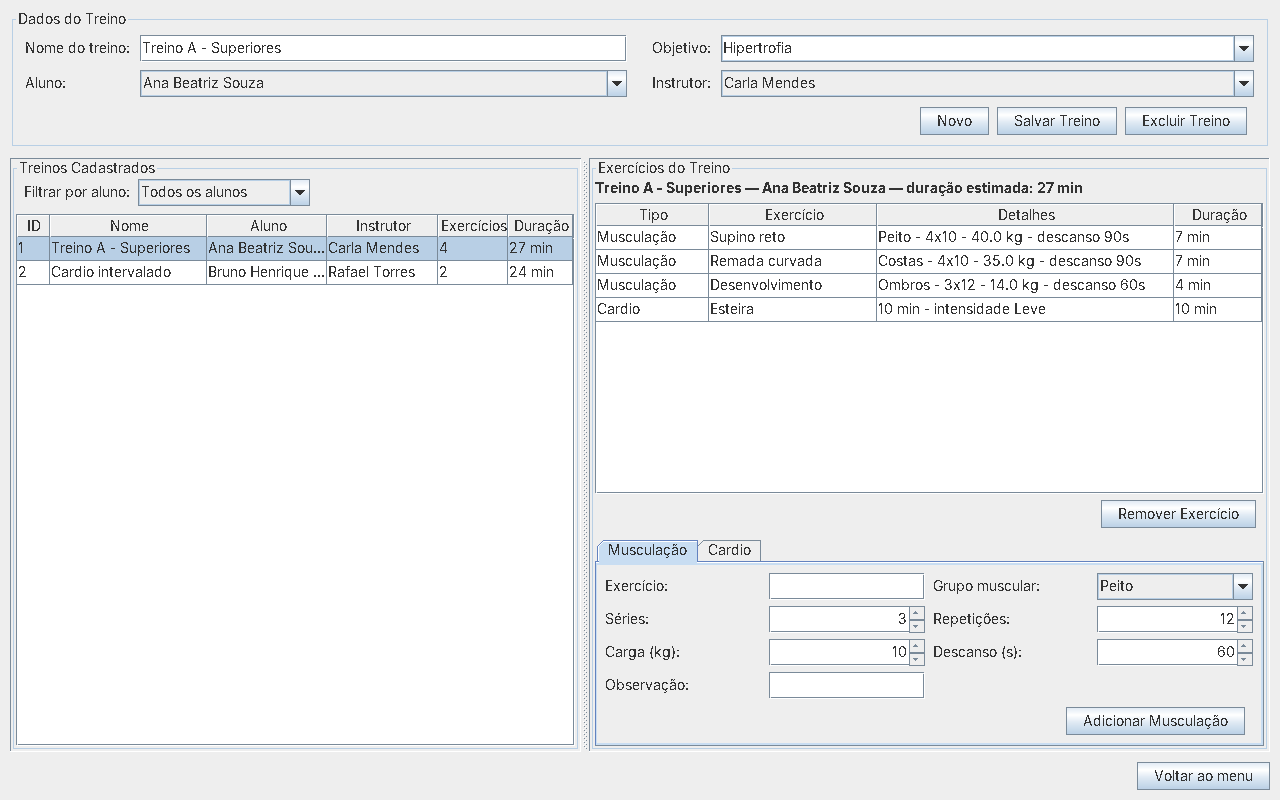 Dados do Treino
Nome do treino: Treino A - Superiores Objetivo: Hipertrofia
Aluno: Ana Beatriz Souza Instrutor: Carla Mendes
Novo Salvar Treino Excluir Treino
Treinos Cadastrados
Filtrar por aluno: Todos os alunos
ID Nome Aluno Instrutor Exercícios Duração
1 Treino A - Superiores Ana Beatriz Sou... Carla Mendes 4 27 min
2 Cardio intervalado Bruno Henrique ... Rafael Torres 2 24 min
Exercícios do Treino
Treino A - Superiores — Ana Beatriz Souza — duração estimada: 27 min
Tipo Exercício Detalhes Duração
Musculação Supino reto Peito - 4x10 - 40.0 kg - descanso 90s 7 min
Musculação Remada curvada Costas - 4x10 - 35.0 kg - descanso 90s 7 min
Musculação Desenvolvimento Ombros - 3x12 - 14.0 kg - descanso 60s 4 min
Cardio Esteira 10 min - intensidade Leve 10 min
Remover Exercício
Musculação Cardio
Exercício: Grupo muscular: Peito
Séries: 3 Repetições: 12
Carga (kg): 10 Descanso (s): 60
Observação:
Adicionar Musculação
Voltar ao menu